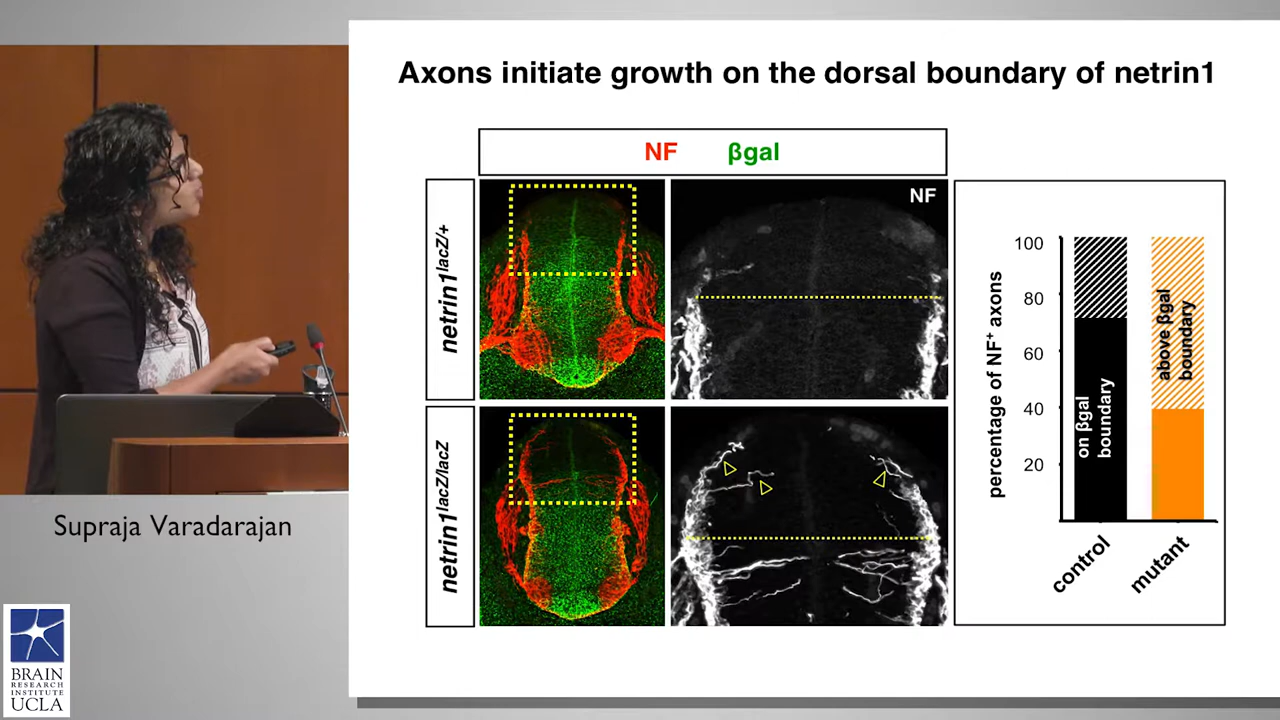 Axons initiate growth on the dorsal boundary of netrin1
NF βgal
netrin1lacZ/+
NF
netrin1lacZ/lacZ
percentage of NF+ axons
100
80
60
40
20
on βgal
boundary
above βgal
boundary
control
mutant
Supraja Varadarajan
BRAIN
RESEARCH
INSTITUTE
UCLA